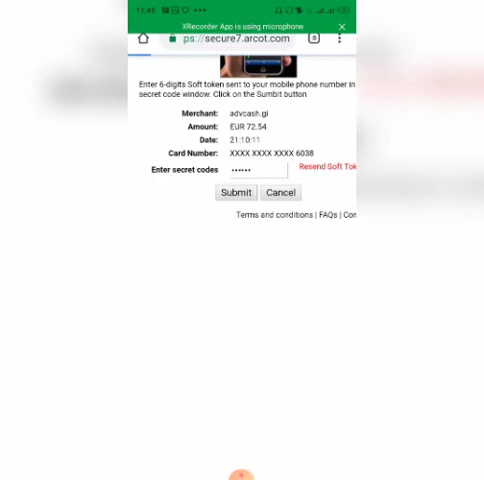 11:48
XRecorder App is using microphone
ps://secure7.arcot.com
Enter 6-digits Soft token sent to your mobile phone number in
secret code window. Click on the Sumbit button
Merchant: advcash.gi
Amount: EUR 72.54
Date: 21:10:11
Card Number: XXXX XXXX XXXX 6038
Enter secret codes •••••• Resend Soft Tok
Submit Cancel
Terms and conditions | FAQs | Con